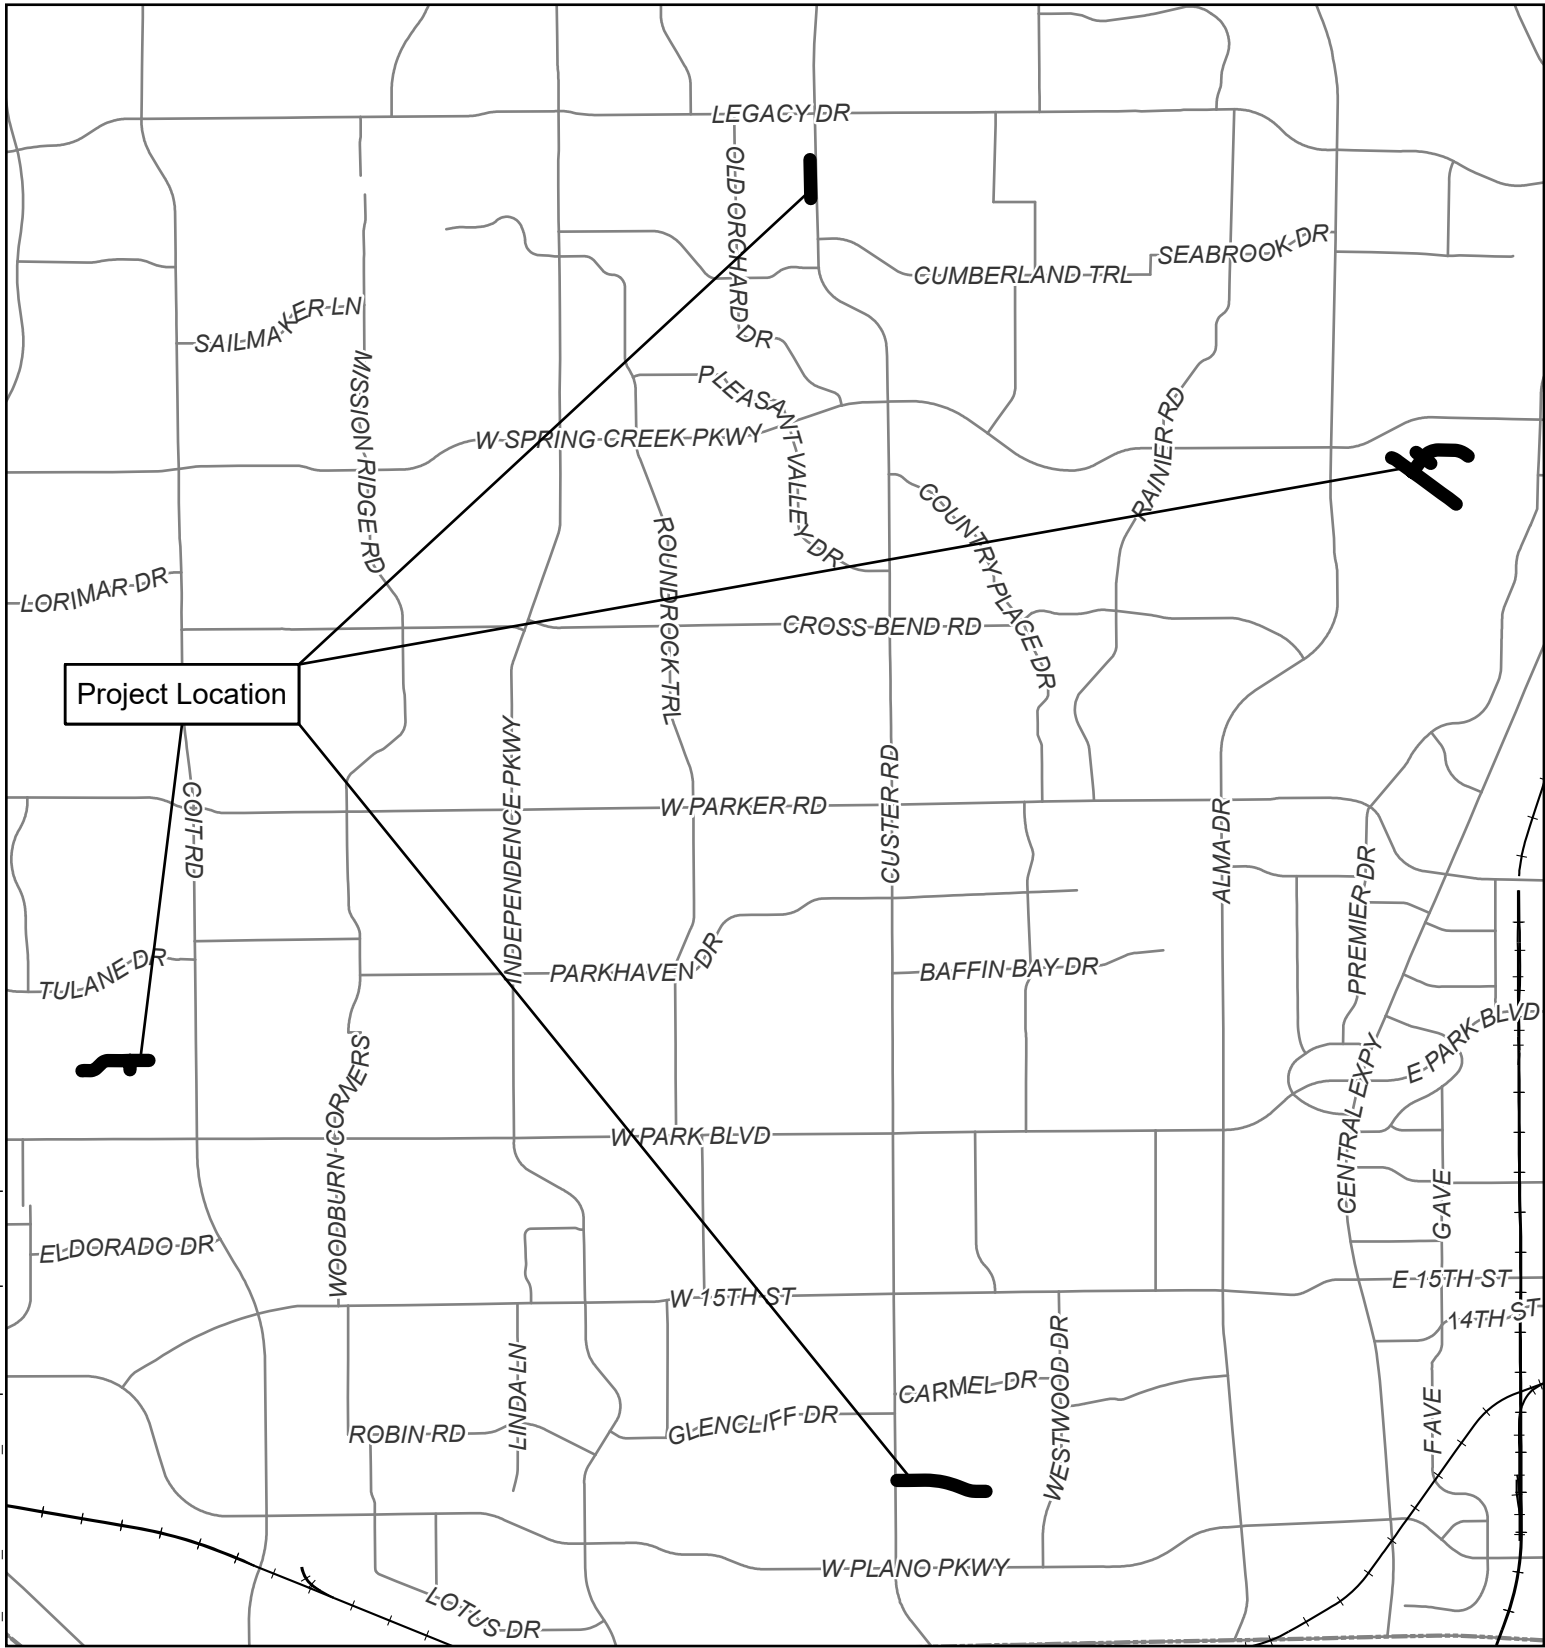 LEGACY DR
OLD ORCHARD DR
SEABROOK DR
CUMBERLAND TRL
SAILMAKER LN
MISSION RIDGE RD
PLEASANT VALLEY DR
W SPRING CREEK PKWY
RAINIER RD
COUNTRY PLACE DR
ROUNDROCK TRL
LORIMAR DR
CROSS BEND RD
Project Location
INDEPENDENCE PKWY
CUSTER RD
COIT RD
W PARKER RD
ALMA DR
PREMIER DR
TULANE DR
PARKHAVEN DR
BAFFIN BAY DR
E PARK BLVD
WOODBURN CORNERS
CENTRAL EXPY
W PARK BLVD
G AVE
ELDORADO DR
E 15TH ST
W 15TH ST
14TH ST
LINDA LN
WESTWOOD DR
CARMEL DR
F AVE
ROBIN RD
GLENCLIFF DR
W PLANO PKWY
LOTUS DR